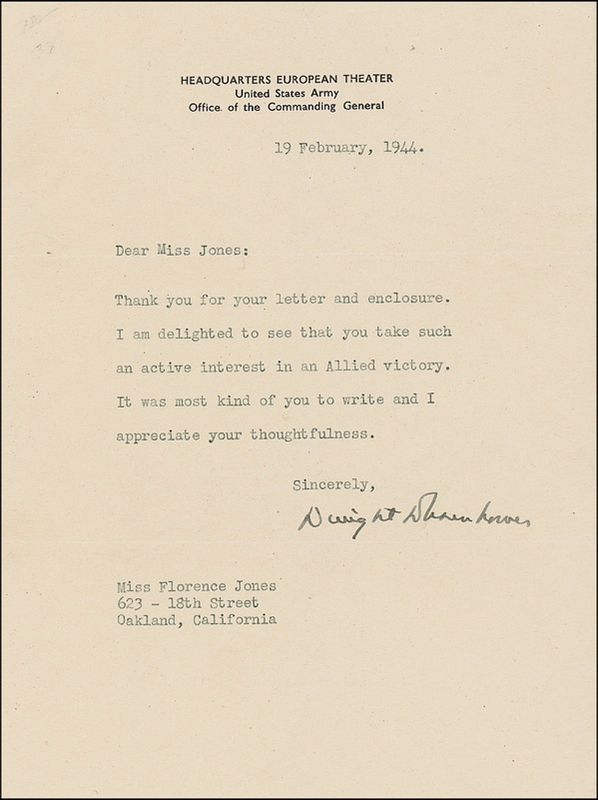 HEADQUARTERS EUROPEAN THEATER
United States Army
Office of the Commanding General
19 February, 1944.
Dear Miss Jones:
Thank you for your letter and enclosure.
I am delighted to see that you take such
an active interest in an Allied victory.
It was most kind of you to write and I
appreciate your thoughtfulness.
Sincerely,
Dwight D Eisenhower
Miss Florence Jones
623 - 18th Street
Oakland, California